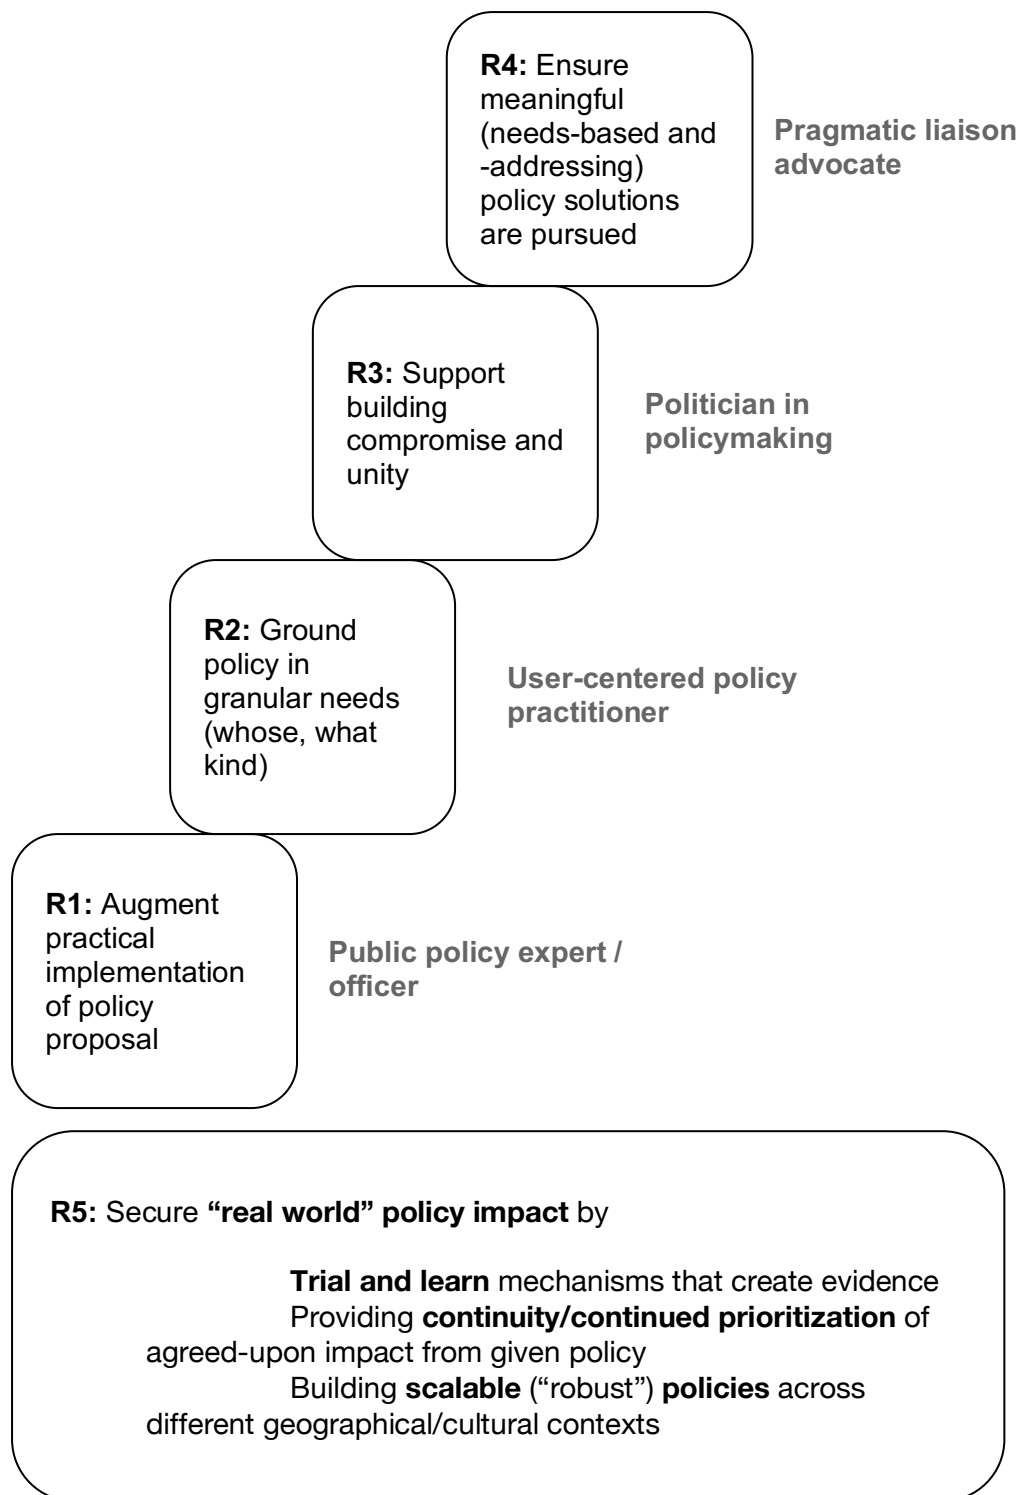 R4: Ensure
meaningful
(needs-based and
-addressing)
policy solutions
are pursued
Pragmatic liaison
advocate
R3: Support
building
compromise and
unity
Politician in
policymaking
R2: Ground
policy in
granular needs
(whose, what
kind)
User-centered policy
practitioner
R1: Augment
practical
implementation
of policy
proposal
Public policy expert /
officer
R5: Secure “real world” policy impact by
Trial and learn mechanisms that create evidence
Providing continuity/continued prioritization of
agreed-upon impact from given policy
Building scalable (“robust”) policies across
different geographical/cultural contexts